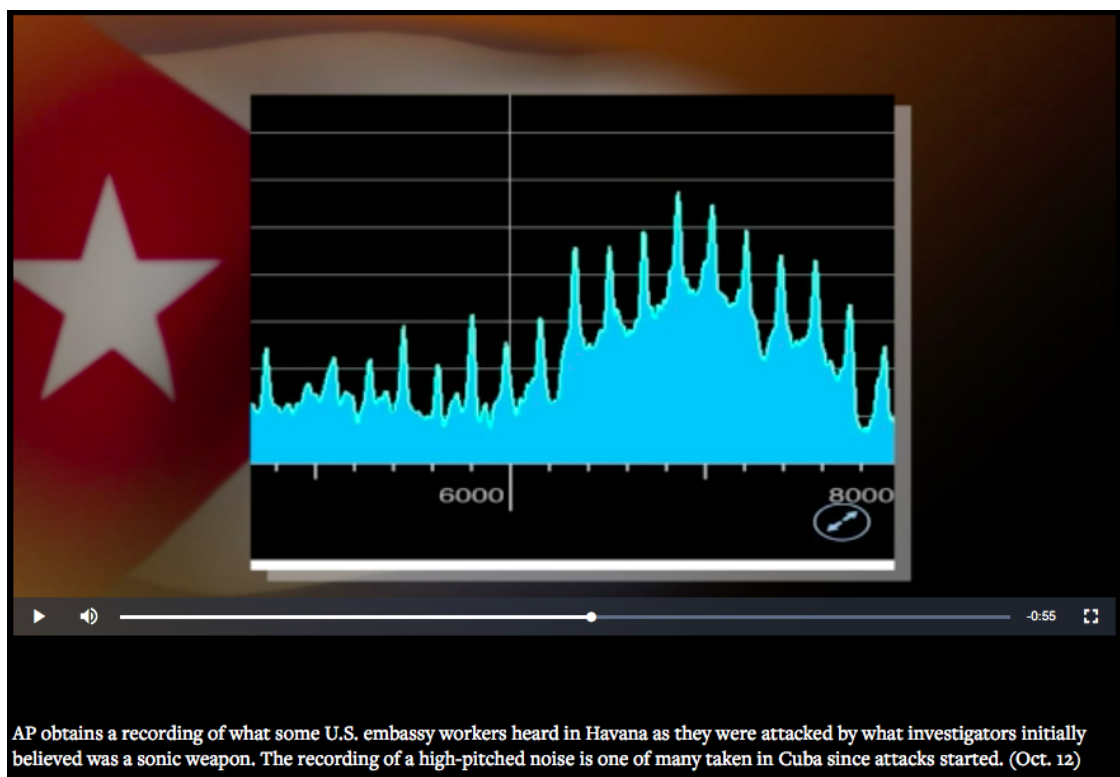 6000
8000
-0:55
AP obtains a recording of what some U.S. embassy workers heard in Havana as they were attacked by what investigators initially
believed was a sonic weapon. The recording of a high-pitched noise is one of many taken in Cuba since attacks started. (Oct. 12)